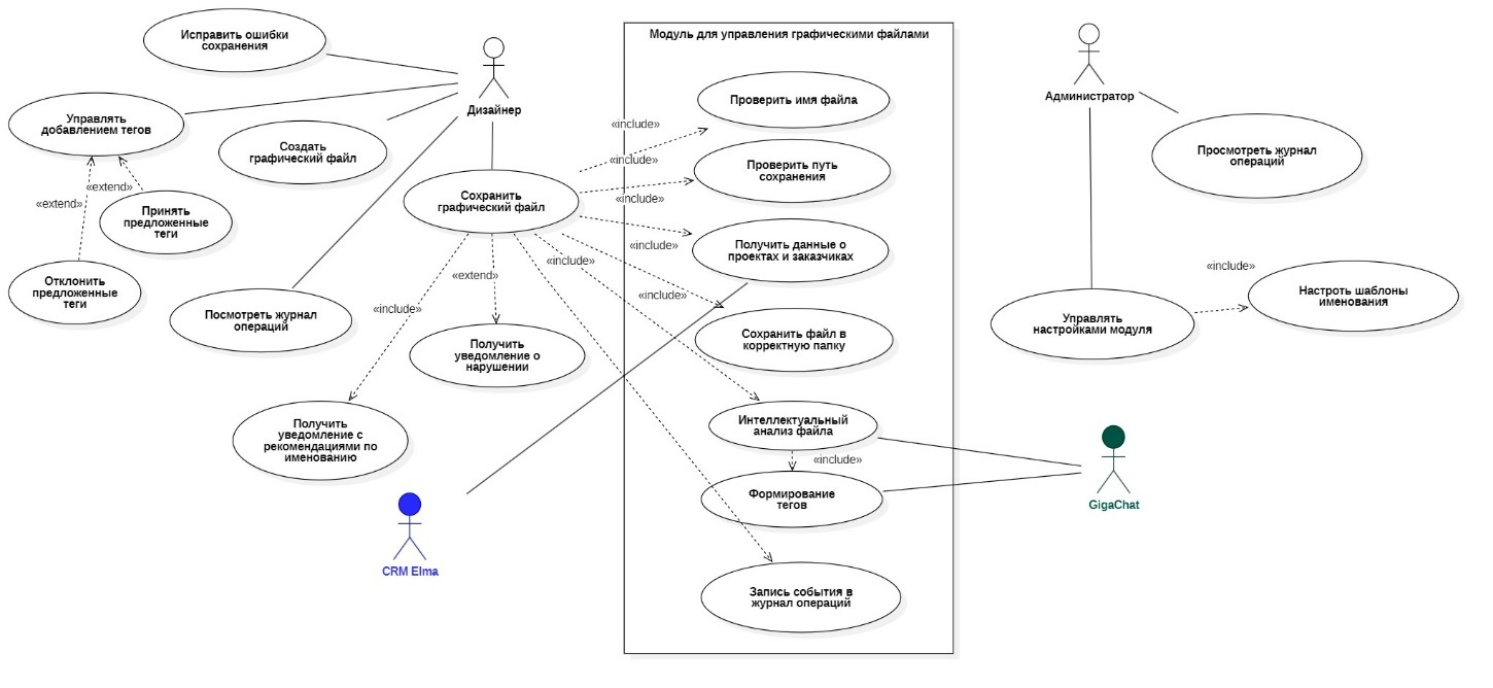 Исправить ошибки
сохранения
Управлять
добавлением тегов
Создать
графический файл
Дизайнер
«extend»
«extend»
Принять
предложенные
теги
Отклонить
предложенные
теги
Посмотреть журнал
операций
Сохранить
графический файл
«include»
«extend»
«include»
Получить
уведомление о
нарушении
Получить
уведомление с
рекомендациями по
именованию
CRM Elma
Модуль для управления графическими файлами
«include»
«include»
«include»
«include»
«include»
Проверить имя файла
Проверить путь
сохранения
Получить данные о
проектах и заказчиках
Сохранить файл в
корректную папку
Интеллектуальный
анализ файла
«include»
Формирование
тегов
Запись события в
журнал операций
Администратор
Просмотреть журнал
операций
«include»
Управлять
настройками модуля
Настроть шаблоны
именования
GigaChat